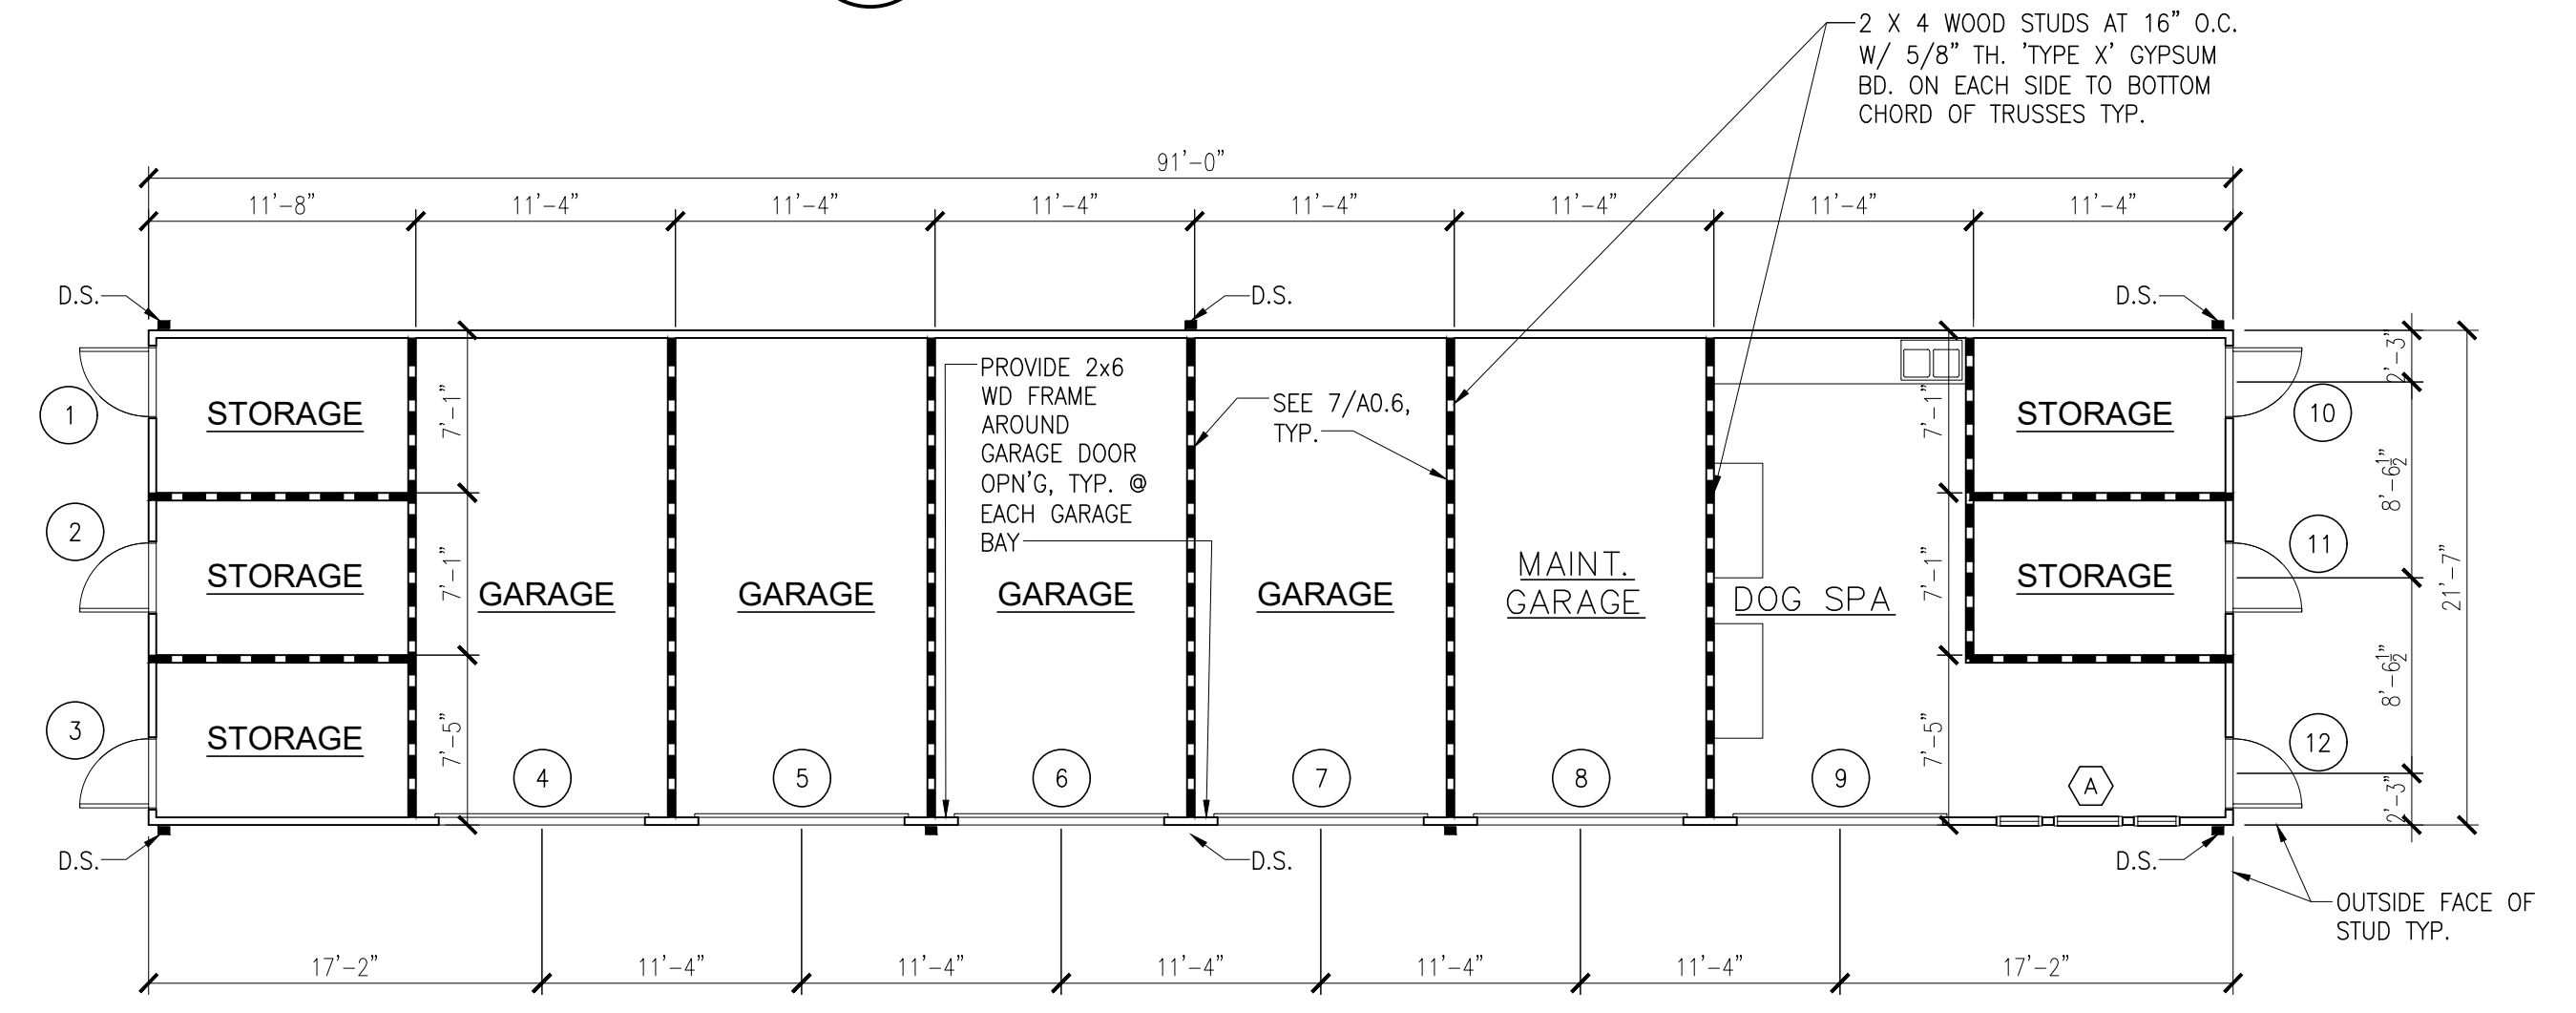 2 X 4 WOOD STUDS AT 16" O.C.
W/ 5/8" TH. 'TYPE X' GYPSUM
BD. ON EACH SIDE TO BOTTOM
CHORD OF TRUSSES TYP.
91'-0"
11'-8"
11'-4"
11'-4"
11'-4"
11'-4"
11'-4"
11'-4"
11'-4"
D.S.
D.S.
D.S.
PROVIDE 2x6
WD FRAME
AROUND
GARAGE DOOR
OPN'G, TYP. @
EACH GARAGE
BAY
SEE 7/A0.6,
TYP.
1
STORAGE
7'-1"
7'-1"
STORAGE
10
2'-3"
2
STORAGE
7'-1"
GARAGE
GARAGE
GARAGE
GARAGE
MAINT.
GARAGE
DOG SPA
7'-1"
STORAGE
11
8'-6½"
21'-7"
3
STORAGE
7'-5"
4
5
6
7
8
9
7'-5"
A
12
8'-6½"
2'-3"
D.S.
D.S.
D.S.
OUTSIDE FACE OF
STUD TYP.
17'-2"
11'-4"
11'-4"
11'-4"
11'-4"
11'-4"
17'-2"